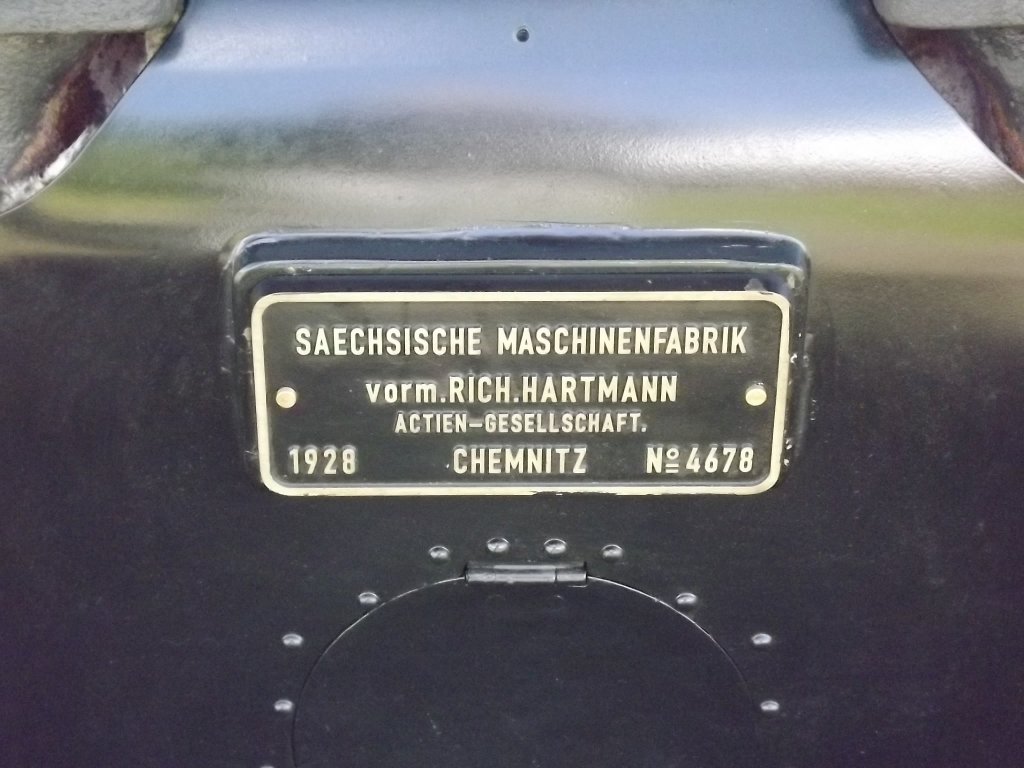 SAECHSISCHE MASCHINENFABRIK
vorm.RICH.HARTMANN
ACTIEN-GESELLSCHAFT.
1928 CHEMNITZ Nº 4678